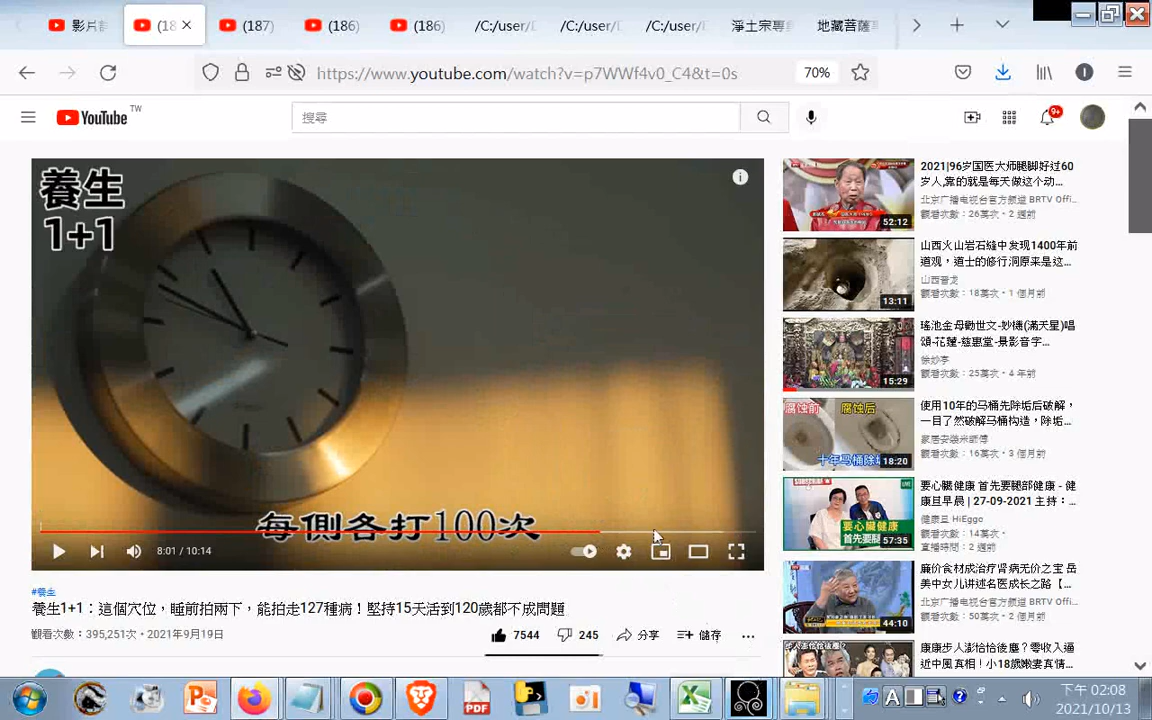 影片
(18
(187)
(186)
(186)
/C:/user/
/C:/user/
/C:/user/
淨土宗專
地藏菩薩
https://www.youtube.com/watch?v=p7WWf4v0_C4&t=0s
70%
YouTube TW
搜尋
9+
養生
1+1
每側各打100次
8:01 / 10:14
#養生
養生1+1：這個穴位，睡前拍兩下，能拍走127種病！堅持15天活到120歲都不成問題
觀看次數：395,251次・2021年9月19日
7544
245
分享
儲存
2021|96岁国医大师腿脚好过60
岁人,靠的就是每天做这个动...
北京广播电视台官方频道 BRTV Offi...
觀看次數：26萬次・2 週前
52:12
山西火山岩石缝中发现1400年前
道观，道士的修行洞原来是这...
山西晋龙
觀看次數：18萬次・1 個月前
13:11
瑤池金母勸世文-妙禪(滿天星)唱
頌-花蓮-慈惠堂-景影音字...
徐妙亭
觀看次數：25萬次・4 年前
15:29
使用10年的马桶先除垢后破解，
一目了然破解马桶构造，除垢...
觀看次數：16萬次・3 個月前
腐蚀前
腐蚀后
十年马桶除垢
18:20
要心臟健康 首先要腿部健康 - 健
康旦早晨 | 27-09-2021 主持：...
健康旦 HiEggo
觀看次數：14萬次・
直播時間：2 週前
要心臟健康
首先要腿
57:35
廉价食材成治疗肾病无价之宝 岳
美中女儿讲述名医成长之路【...
北京广播电视台官方频道 BRTV Offi...
觀看次數：50萬次・2 個月前
44:10
康康步人澎恰恰後塵？零收入逼
近中風真相！小18歲嫩妻真情...
PDF
下午 02:08
2021/10/13